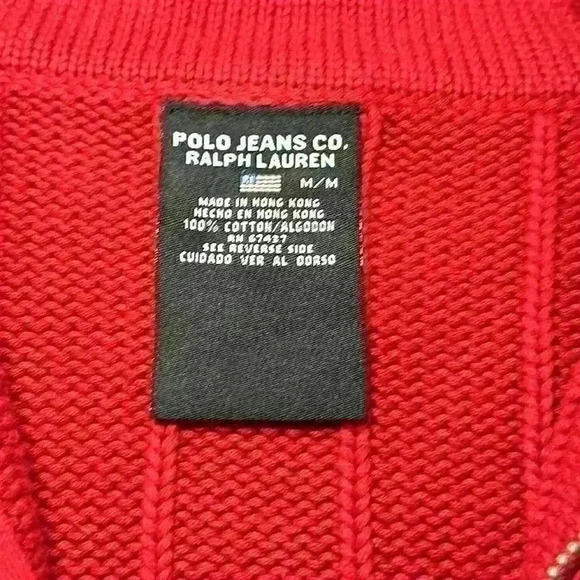 POLO JEANS CO.
RALPH LAUREN
M/M
MADE IN HONG KONG
HECHO EN HONG KONG
100% COTTON/ALGODON
RN 67437
SEE REVERSE SIDE
CUIDADO VER AL DORSO